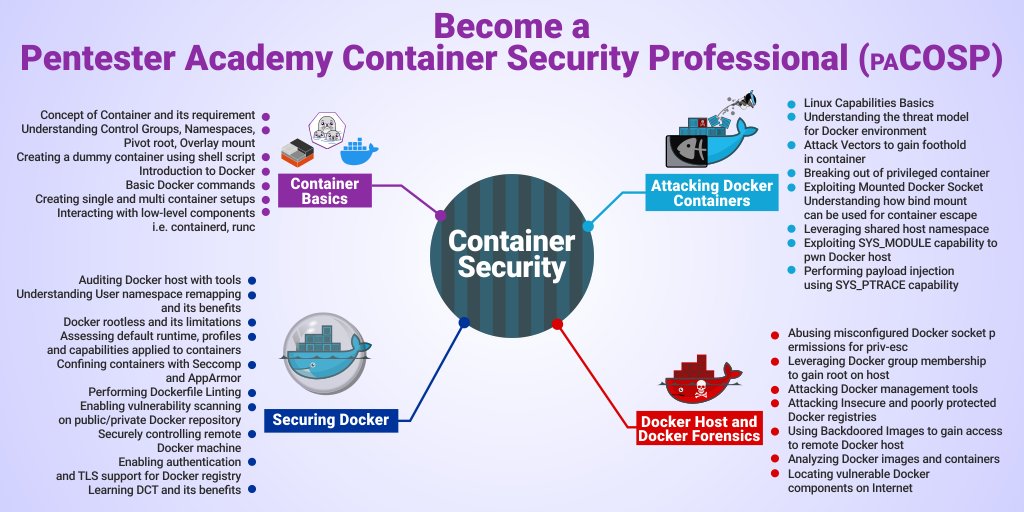 Become a
Pentester Academy Container Security Professional (PACOSP)
Concept of Container and its requirement
Understanding Control Groups, Namespaces,
Pivot root, Overlay mount
Creating a dummy container using shell script
Introduction to Docker
Basic Docker commands
Creating single and multi container setups
Interacting with low-level components
i.e. containerd, runc
Container
Basics
Attacking Docker
Containers
Linux Capabilities Basics
Understanding the threat model
for Docker environment
Attack Vectors to gain foothold
in container
Breaking out of privileged container
Exploiting Mounted Docker Socket
Understanding how bind mount
can be used for container escape
Leveraging shared host namespace
Exploiting SYS_MODULE capability to
pwn Docker host
Performing payload injection
using SYS_PTRACE capability
Container
Security
Auditing Docker host with tools
Understanding User namespace remapping
and its benefits
Docker rootless and its limitations
Assessing default runtime, profiles
and capabilities applied to containers
Confining containers with Seccomp
and AppArmor
Performing Dockerfile Linting
Enabling vulnerability scanning
on public/private Docker repository
Securely controlling remote
Docker machine
Enabling authentication
and TLS support for Docker registry
Learning DCT and its benefits
Securing Docker
Docker Host and
Docker Forensics
Abusing misconfigured Docker socket p
ermissions for priv-esc
Leveraging Docker group membership
to gain root on host
Attacking Docker management tools
Attacking Insecure and poorly protected
Docker registries
Using Backdoored Images to gain access
to remote Docker host
Analyzing Docker images and containers
Locating vulnerable Docker
components on Internet